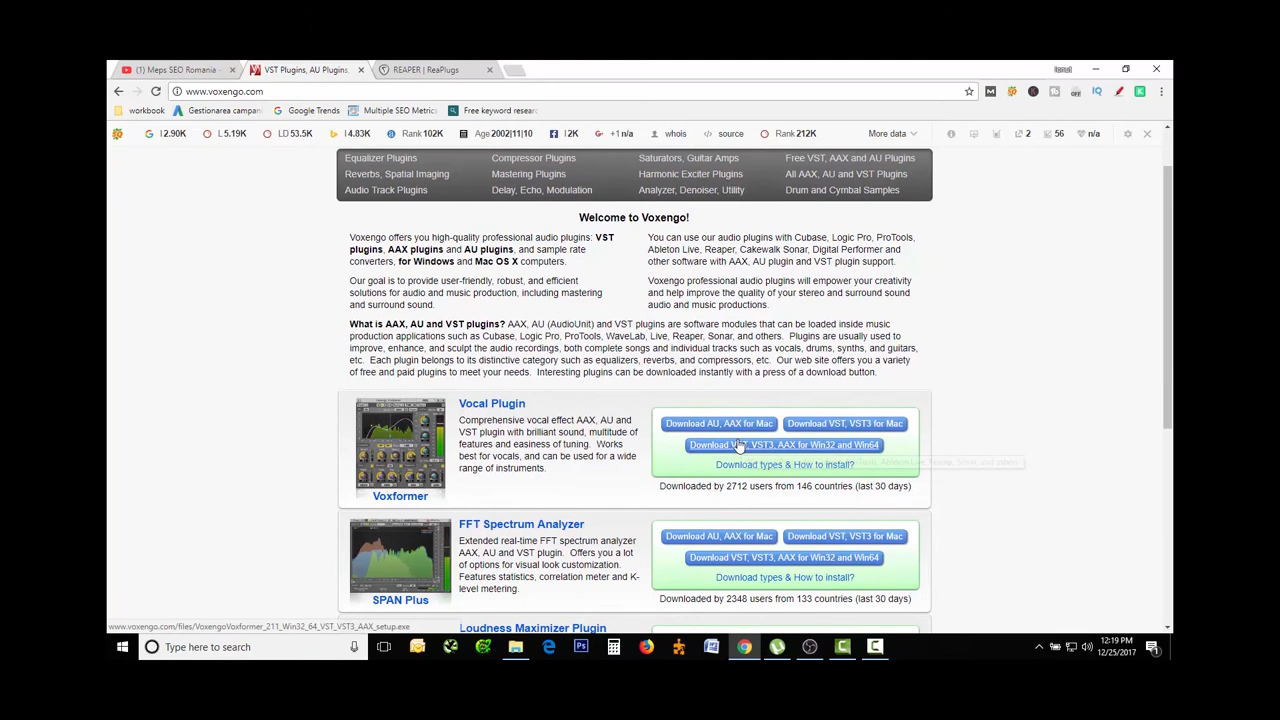 (1) Meps SEO Romania -
VST Plugins, AU Plugins,
REAPER | ReaPlugs
www.voxengo.com
workbook
Gestionarea campan
Google Trends
Multiple SEO Metrics
Free keyword resear
I 2.90K
L 5.19K
LD 53.5K
I 4.83K
Rank 102K
Age 2002|11|10
I 2K
+1 n/a
whois
source
Rank 212K
More data
2
56
n/a
Equalizer Plugins
Compressor Plugins
Saturators, Guitar Amps
Free VST, AAX and AU Plugins
Reverbs, Spatial Imaging
Mastering Plugins
Harmonic Exciter Plugins
All AAX, AU and VST Plugins
Audio Track Plugins
Delay, Echo, Modulation
Analyzer, Denoiser, Utility
Drum and Cymbal Samples
Welcome to Voxengo!
Voxengo offers you high-quality professional audio plugins: VST
plugins, AAX plugins and AU plugins, and sample rate
converters, for Windows and Mac OS X computers.
Our goal is to provide user-friendly, robust, and efficient
solutions for audio and music production, including mastering
and surround sound.
You can use our audio plugins with Cubase, Logic Pro, ProTools,
Ableton Live, Reaper, Cakewalk Sonar, Digital Performer and
other software with AAX, AU plugin and VST plugin support.
Voxengo professional audio plugins will empower your creativity
and help improve the quality of your stereo and surround sound
audio and music productions.
What is AAX, AU and VST plugins? AAX, AU (AudioUnit) and VST plugins are software modules that can be loaded inside music
production applications such as Cubase, Logic Pro, ProTools, WaveLab, Live, Reaper, Sonar, and others. Plugins are usually used to
improve, enhance, and sculpt the audio recordings, both complete songs and individual tracks such as vocals, drums, synths, and guitars,
etc. Each plugin belongs to its distinctive category such as equalizers, reverbs, and compressors, etc. Our web site offers you a variety
of free and paid plugins to meet your needs. Interesting plugins can be downloaded instantly with a press of a download button.
Vocal Plugin
Comprehensive vocal effect AAX, AU and
VST plugin with brilliant sound, multitude of
features and easiness of tuning. Works
best for vocals, and can be used for a wide
range of instruments.
Voxformer
Download AU, AAX for Mac
Download VST, VST3 for Mac
Download VST, VST3, AAX for Win32 and Win64
Download types & How to install?
Downloaded by 2712 users from 146 countries (last 30 days)
FFT Spectrum Analyzer
Extended real-time FFT spectrum analyzer
AAX, AU and VST plugin. Offers you a lot
of options for visual look customization.
Features statistics, correlation meter and K-
level metering.
SPAN Plus
Download AU, AAX for Mac
Download VST, VST3 for Mac
Download VST, VST3, AAX for Win32 and Win64
Download types & How to install?
Downloaded by 2348 users from 133 countries (last 30 days)
Loudness Maximizer Plugin
www.voxengo.com/files/VoxengoVoxformer_211_Win32_64_VST_VST3_AAX_setup.exe
Type here to search
12:19 PM
12/25/2017